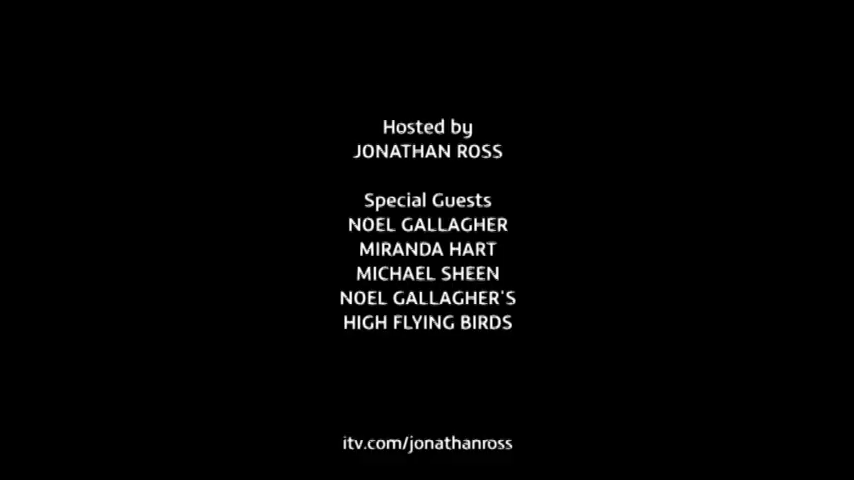 Hosted by
JONATHAN ROSS
Special Guests
NOEL GALLAGHER
MIRANDA HART
MICHAEL SHEEN
NOEL GALLAGHER'S
HIGH FLYING BIRDS
itv.com/jonathanross